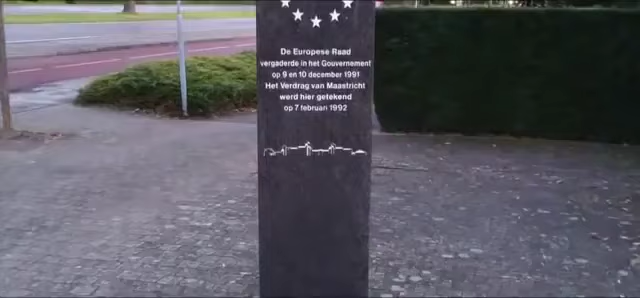 De Europese Raad
vergaderde in het Gouvernement
op 9 en 10 december 1991
Het Verdrag van Maastricht
werd hier getekend
op 7 februari 1992